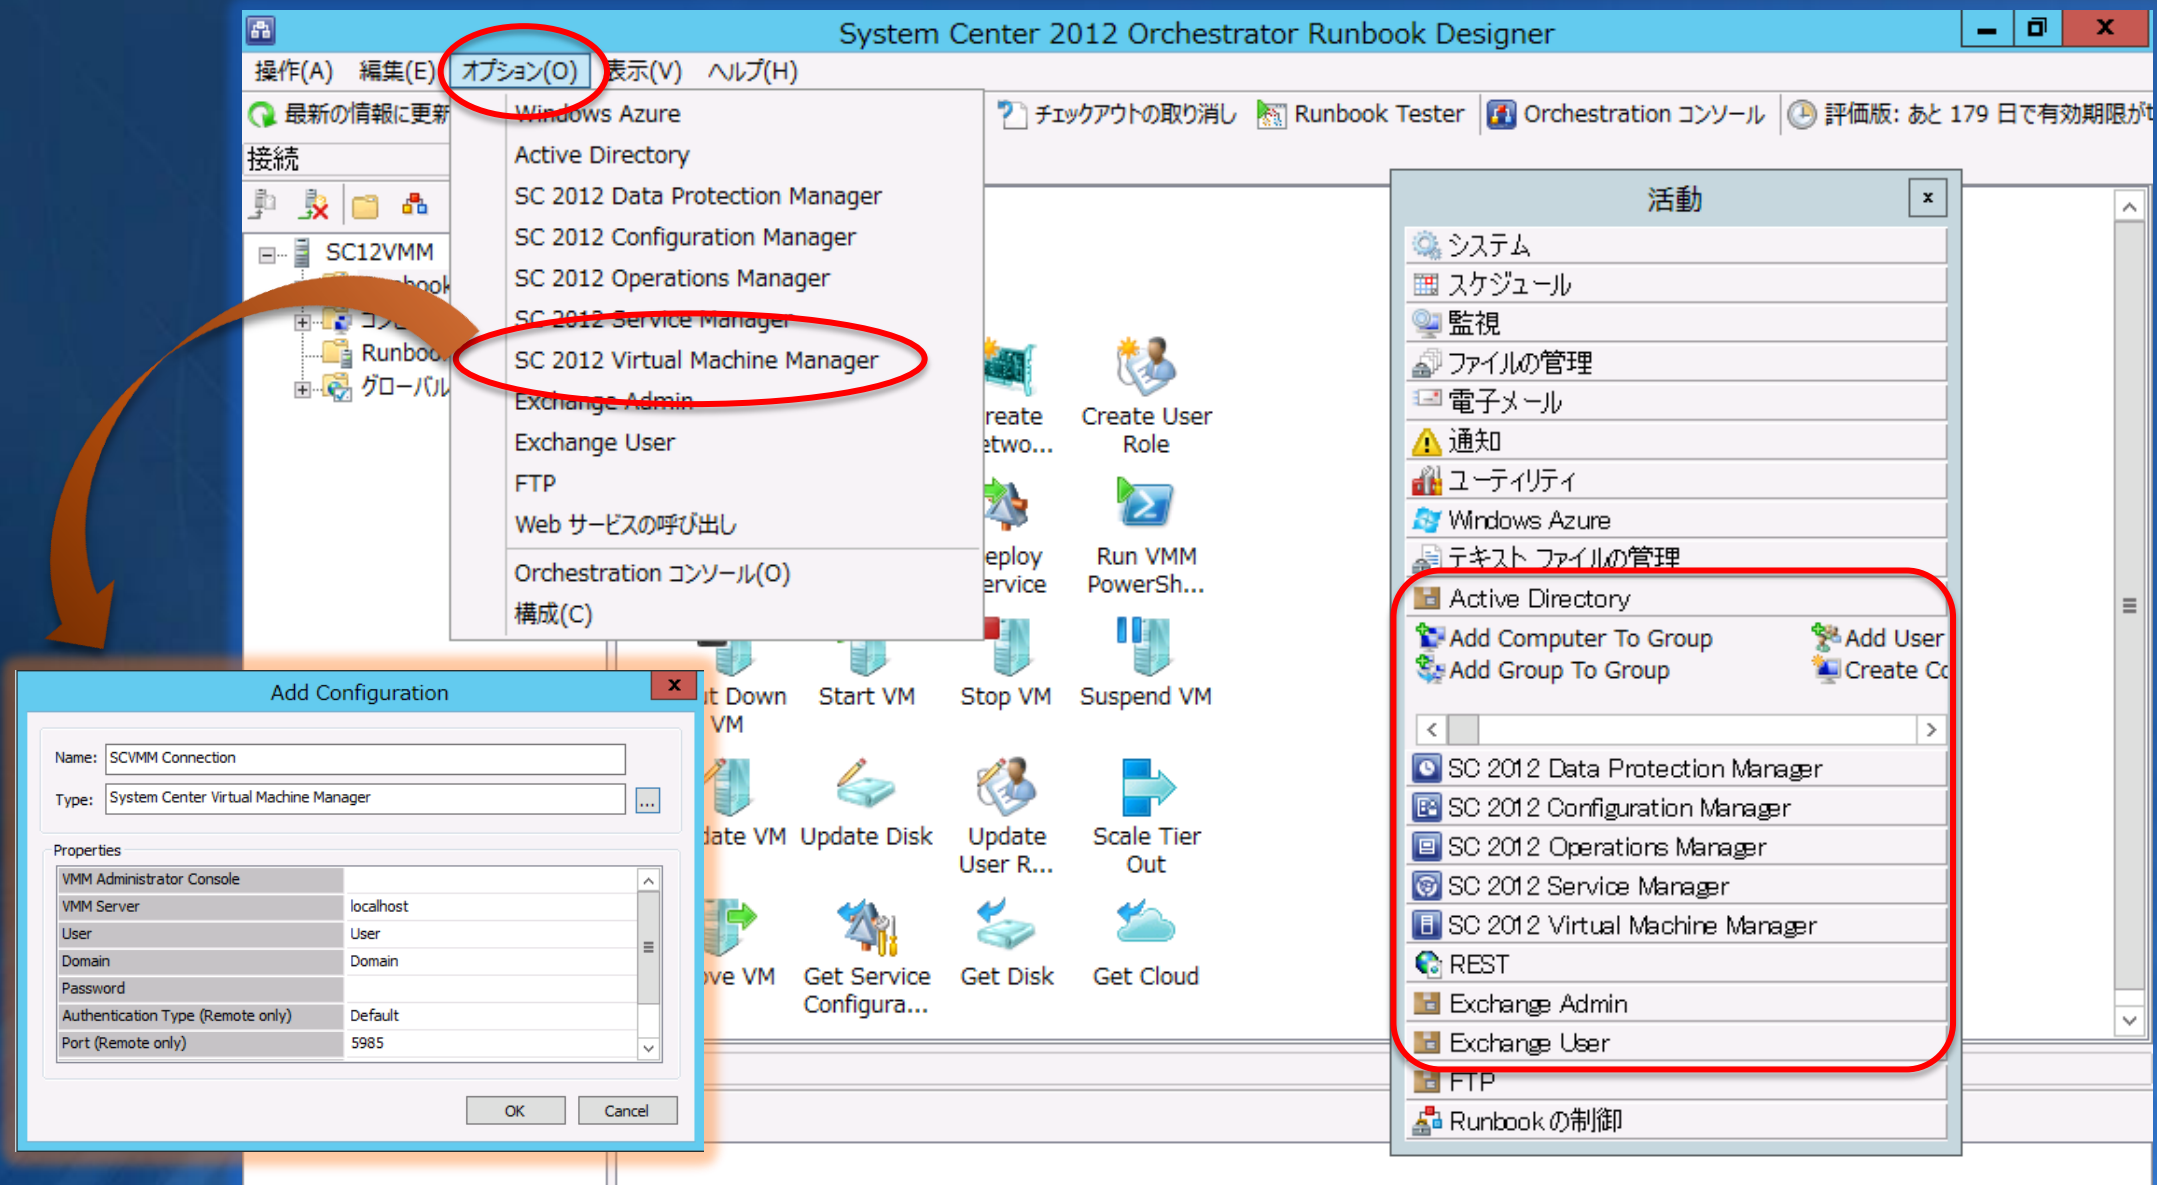 System Center 2012 Orchestrator Runbook Designer
操作(A) 編集(E) オプション(O) 表示(V) ヘルプ(H)
最新の情報に更新
チェックアウトの取り消し Runbook Tester Orchestration コンソール 評価版: あと 179 日で有効期限が
接続
SC12VMM
グローバル
Windows Azure
Active Directory
SC 2012 Data Protection Manager
SC 2012 Configuration Manager
SC 2012 Operations Manager
SC 2012 Service Manager
SC 2012 Virtual Machine Manager
Exchange Admin
Exchange User
FTP
Web サービスの呼び出し
Orchestration コンソール(O)
構成(C)
reate
etwo...
Create User
Role
eploy
ervice
Run VMM
PowerSh...
ut Down
VM
Start VM
Stop VM
Suspend VM
date VM
Update Disk
Update
User R...
Scale Tier
Out
ove VM
Get Service
Configura...
Get Disk
Get Cloud
活動
システム
スケジュール
監視
ファイルの管理
電子メール
通知
ユーティリティ
Windows Azure
テキスト ファイルの管理
Active Directory
Add Computer To Group
Add User
Add Group To Group
Create Co
SC 2012 Data Protection Manager
SC 2012 Configuration Manager
SC 2012 Operations Manager
SC 2012 Service Manager
SC 2012 Virtual Machine Manager
REST
Exchange Admin
Exchange User
FTP
Runbook の制御
Add Configuration
Name: SCVMM Connection
Type: System Center Virtual Machine Manager ...
Properties
VMM Administrator Console
VMM Server localhost
User User
Domain Domain
Password
Authentication Type (Remote only) Default
Port (Remote only) 5985
OK Cancel